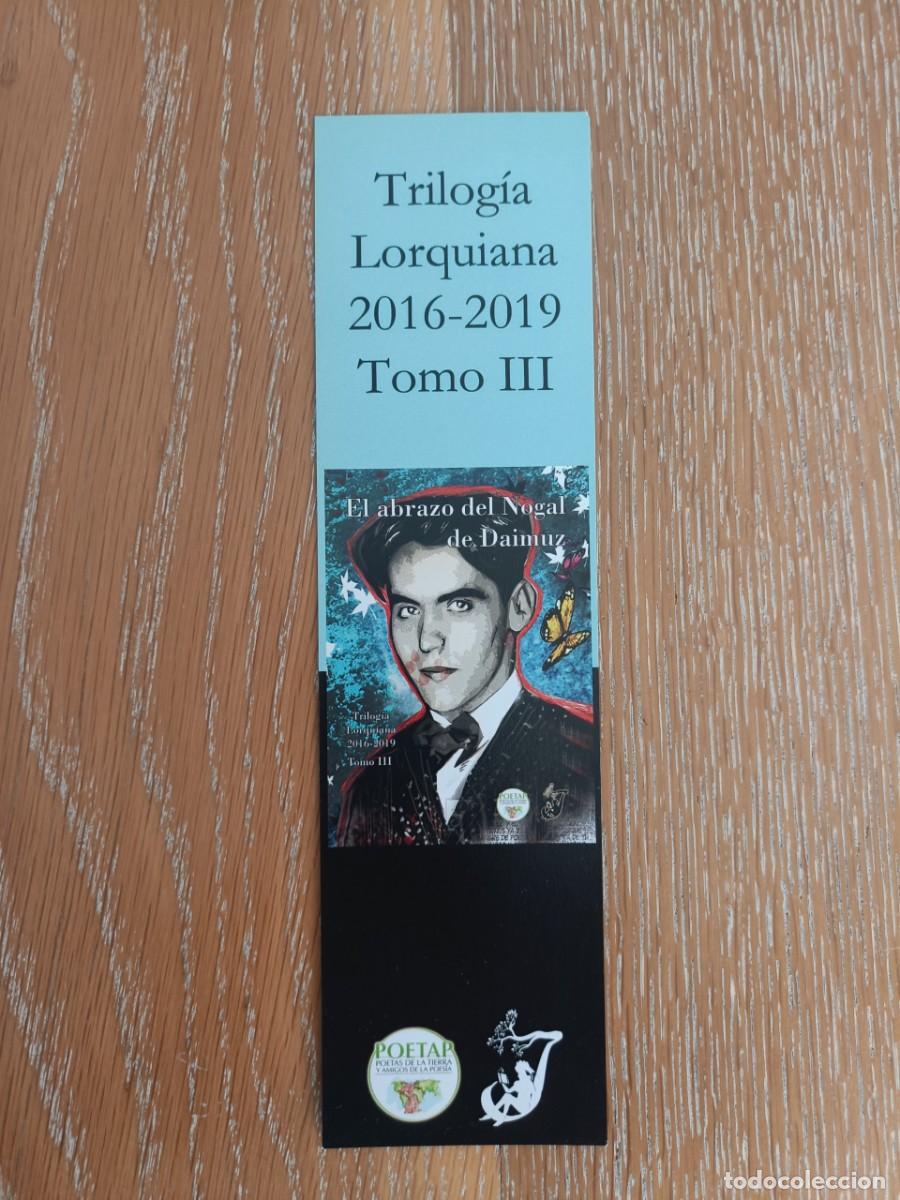 Trilogía
Lorquiana
2016-2019
Tomo III
El abrazo del Nogal
de Daimuz
Trilogía
Lorquiana
2016-2019
Tomo III
POETAP
POETAP
POETAS DE LA TIERRA
Y AMIGOS DE LA POESÍA
todocoleccion